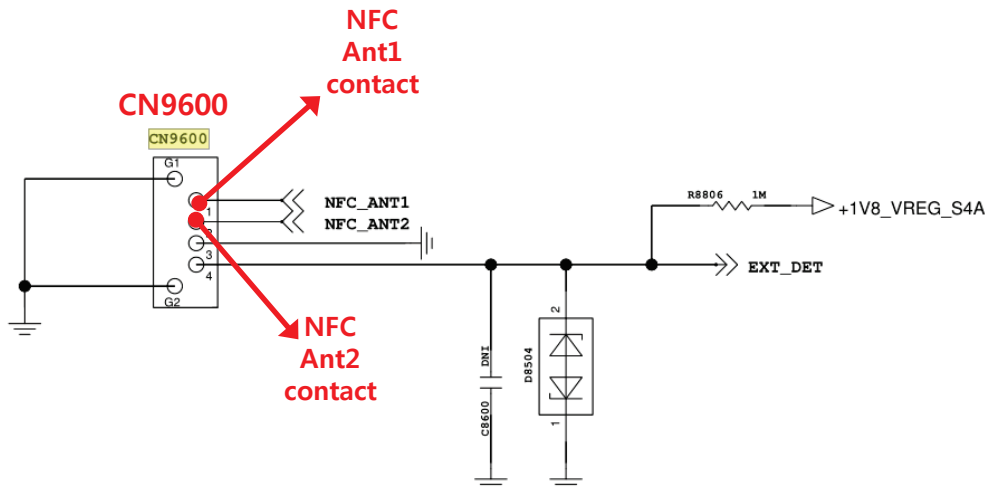 NFC
Ant1
contact
CN9600
CN9600
G1
1
NFC_ANT1
2
NFC_ANT2
3
4
G2
R8806 1M
+1V8_VREG_S4A
EXT_DET
NFC
Ant2
contact
DNI
C8600
2
D8504
1